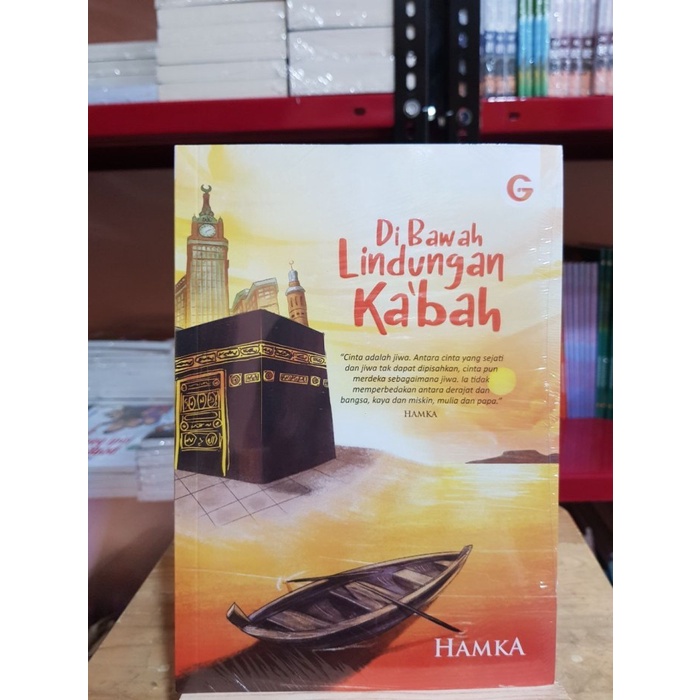 G
Di Bawah
Lindungan
Ka'bah
"Cinta adalah jiwa. Antara cinta yang sejati
dan jiwa tak dapat dipisahkan, cinta pun
merdeka sebagaimana jiwa. Ia tidak
memperbedakan antara derajat dan
bangsa, kaya dan miskin, mulia dan papa."
HAMKA
HAMKA